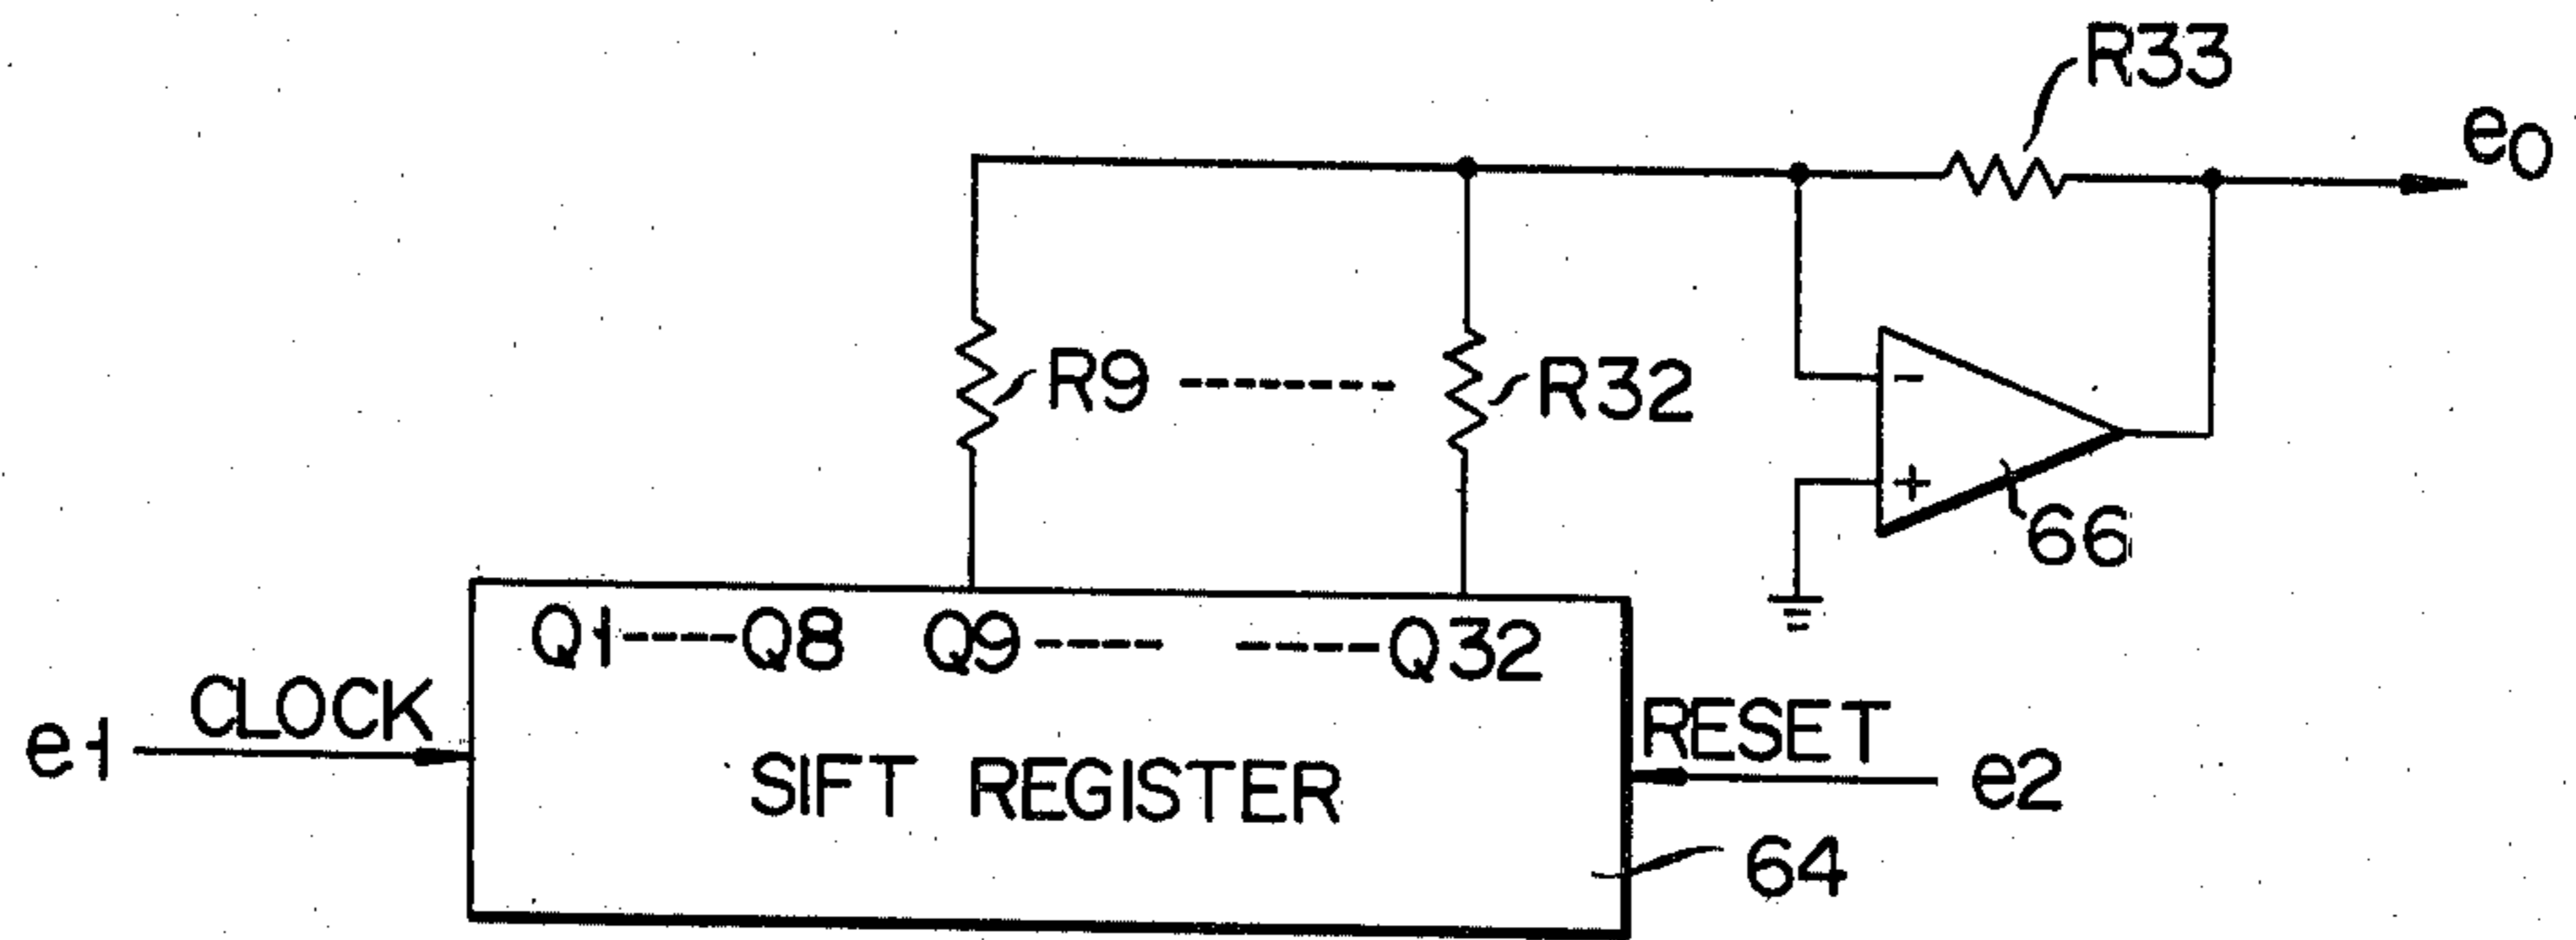 R33
e0
R9 -------- R32
- 
+
66
Q1----Q8 Q9---- ----Q32
CLOCK
e1
SIFT REGISTER
RESET
e2
64